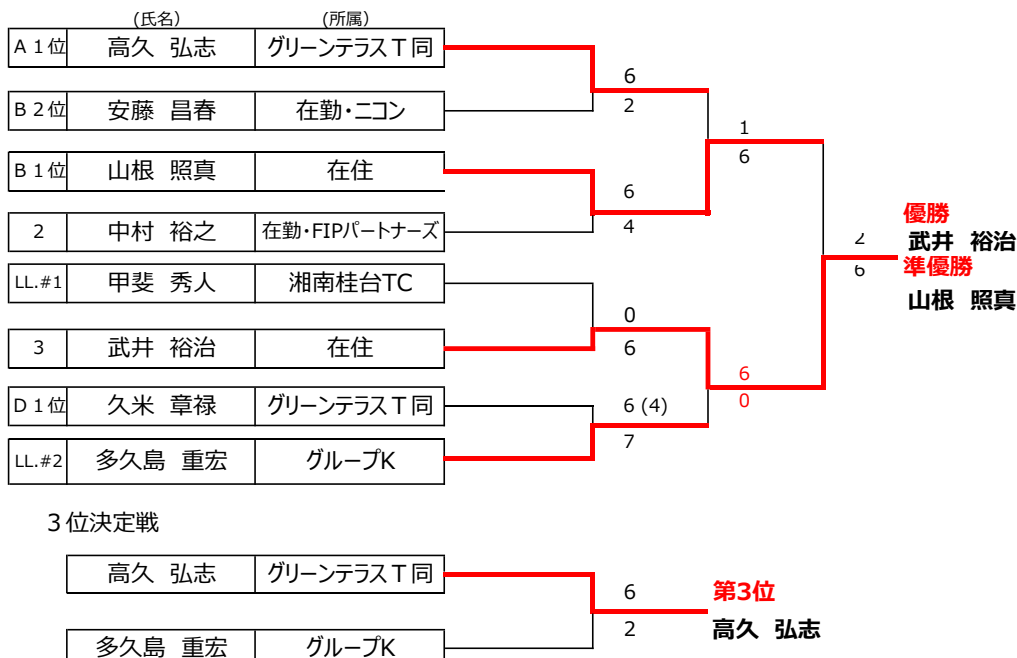 (氏名) (所属)
A 1位 高久 弘志 グリーンテラスT同
6
B 2位 安藤 昌春 在勤・ニコン 2
1
B 1位 山根 照真 在住 6
6
2 中村 裕之 在勤・FIPパートナーズ 4
優勝
2 武井 裕治
6 準優勝
山根 照真
LL.#1 甲斐 秀人 湘南桂台TC
0
3 武井 裕治 在住 6
6
D 1位 久米 章禄 グリーンテラスT同 6 (4) 0
7
LL.#2 多久島 重宏 グループK
3位決定戦
高久 弘志 グリーンテラスT同
6 第3位
2 高久 弘志
多久島 重宏 グループK